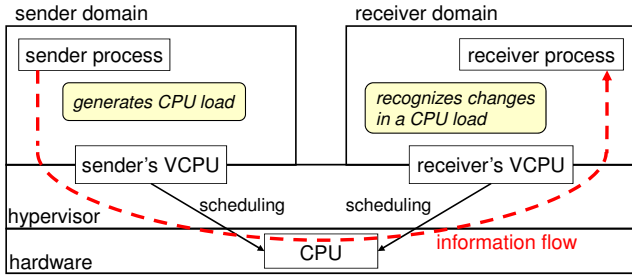 sender domain
receiver domain
sender process
receiver process
generates CPU load
recognizes changes
in a CPU load
sender's VCPU
receiver's VCPU
scheduling
scheduling
hypervisor
CPU
information flow
hardware